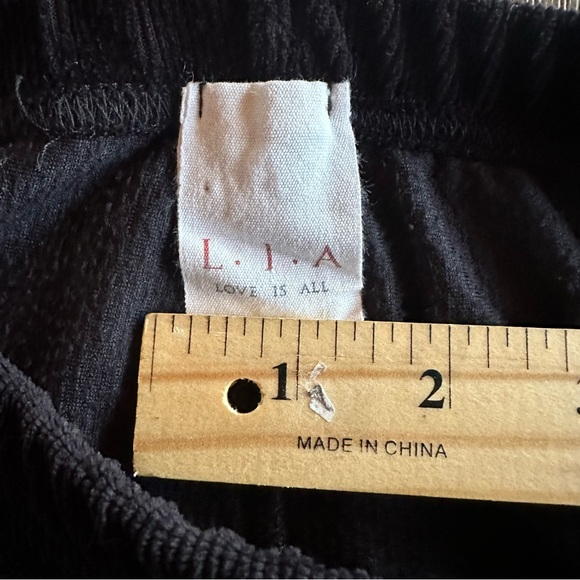 L.I.A
LOVE IS ALL
1 2
MADE IN CHINA